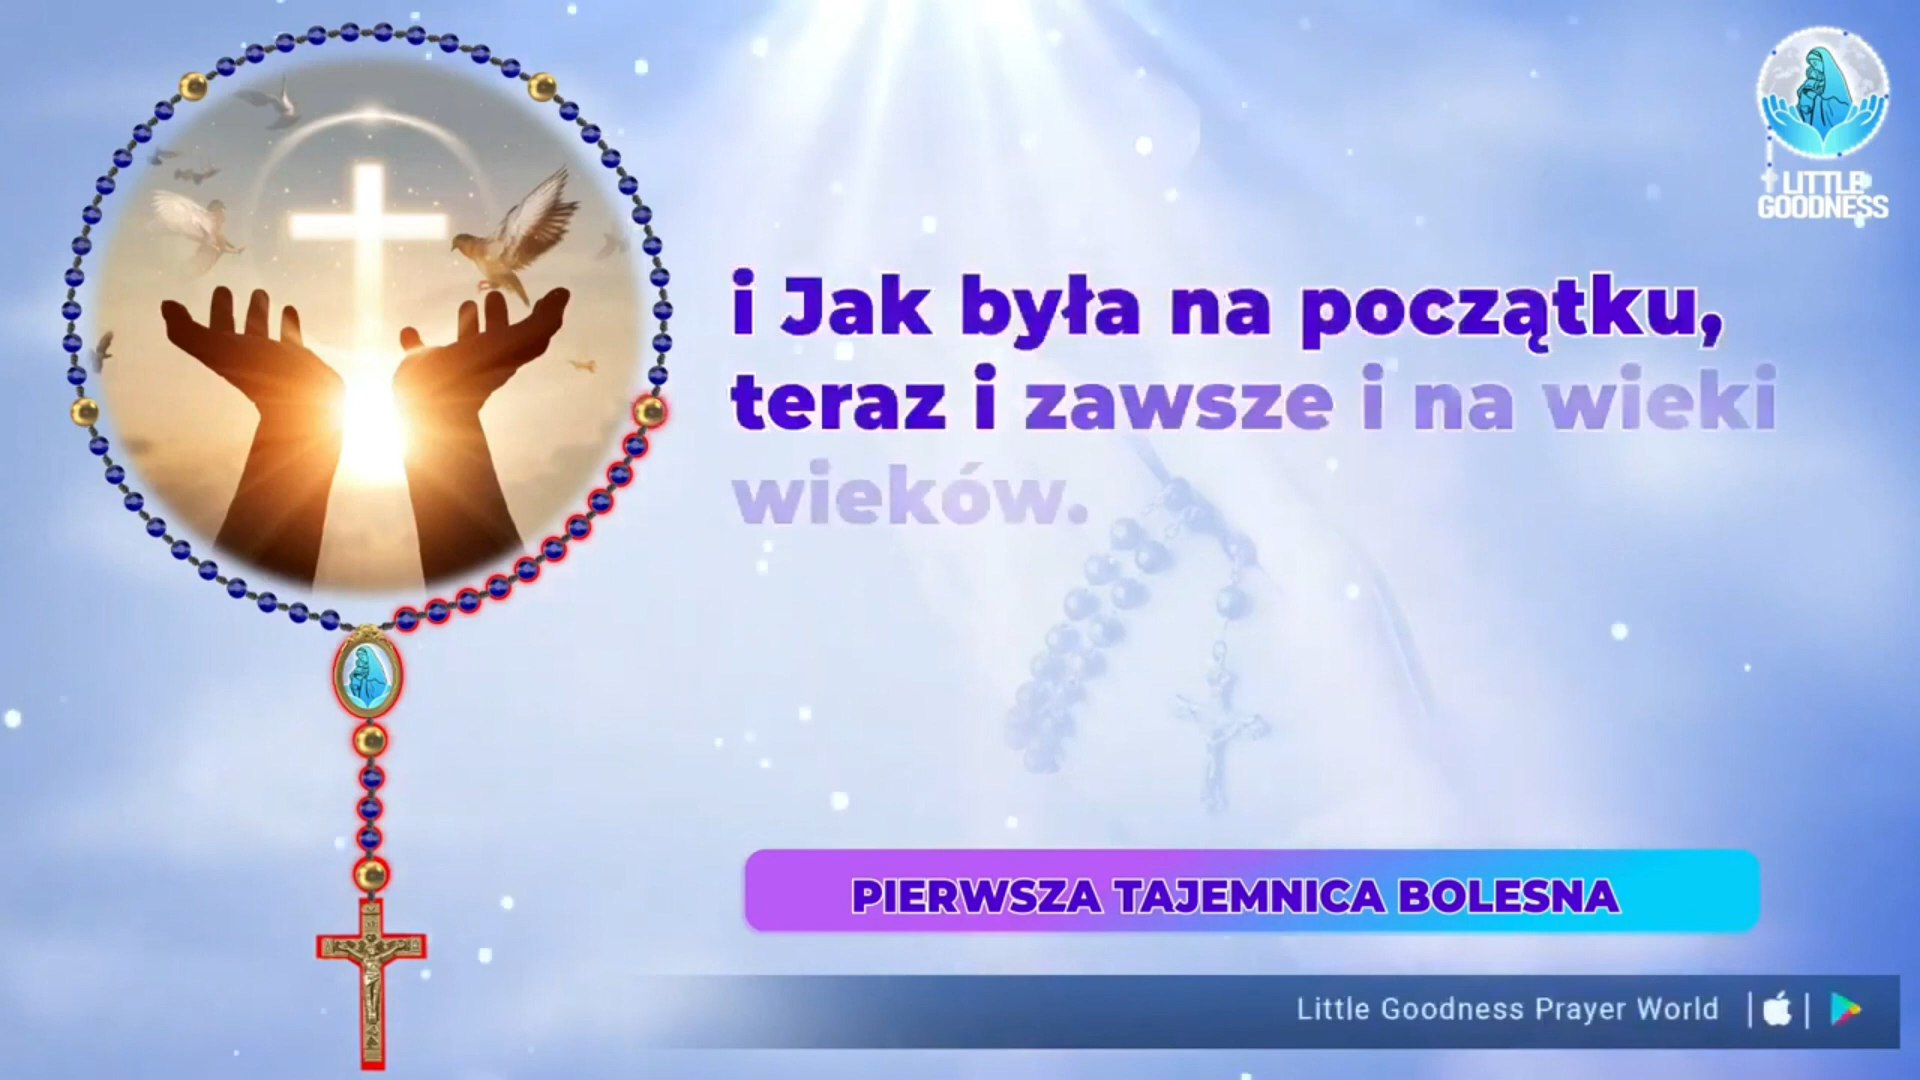 LITTLE
GOODNESS
i Jak była na początku,
teraz i zawsze i na wieki
wieków.
PIERWSZA TAJEMNICA BOLESNA
Little Goodness Prayer World